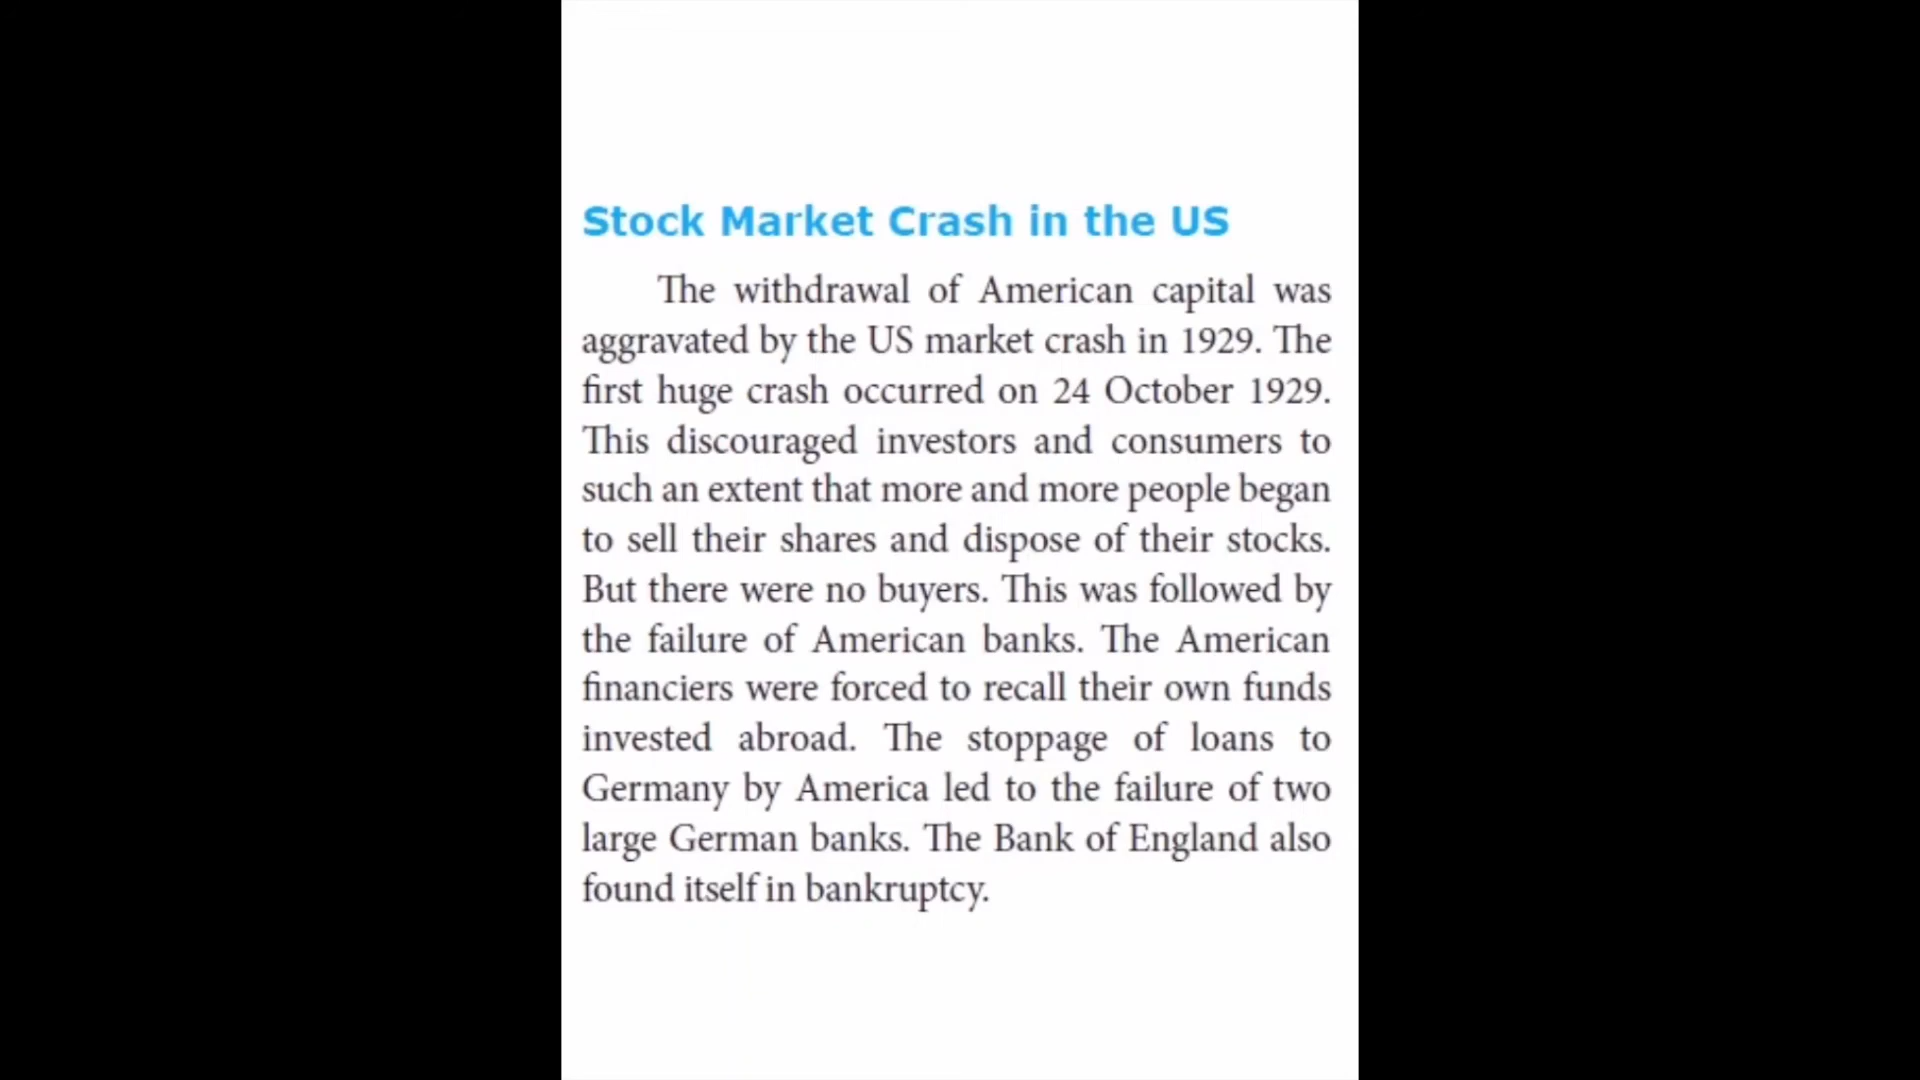 Stock Market Crash in the US
The withdrawal of American capital was
aggravated by the US market crash in 1929. The
first huge crash occurred on 24 October 1929.
This discouraged investors and consumers to
such an extent that more and more people began
to sell their shares and dispose of their stocks.
But there were no buyers. This was followed by
the failure of American banks. The American
financiers were forced to recall their own funds
invested abroad. The stoppage of loans to
Germany by America led to the failure of two
large German banks. The Bank of England also
found itself in bankruptcy.